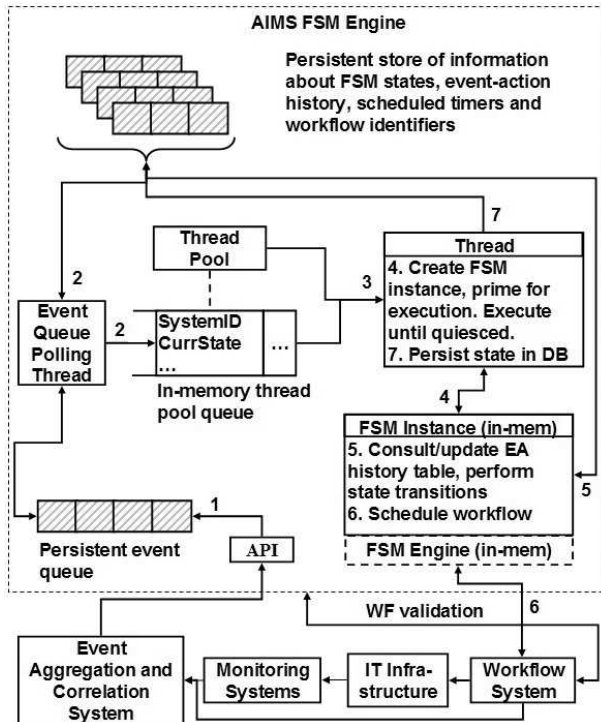 AIMS FSM Engine
Persistent store of information
about FSM states, event-action
history, scheduled timers and
workflow identifiers
7
Thread
Pool
Thread
4. Create FSM
instance, prime for
execution. Execute
until quiesced.
7. Persist state in DB
3
2
Event
Queue
Polling
Thread
2
SystemID
CurrState
...
...
In-memory thread
pool queue
4
FSM Instance (in-mem)
5. Consult/update EA
history table, perform
state transitions
6. Schedule workflow
5
FSM Engine (in-mem)
1
Persistent event
queue
API
6
WF validation
Event
Aggregation and
Correlation
System
Monitoring
Systems
IT Infra-
structure
Workflow
System